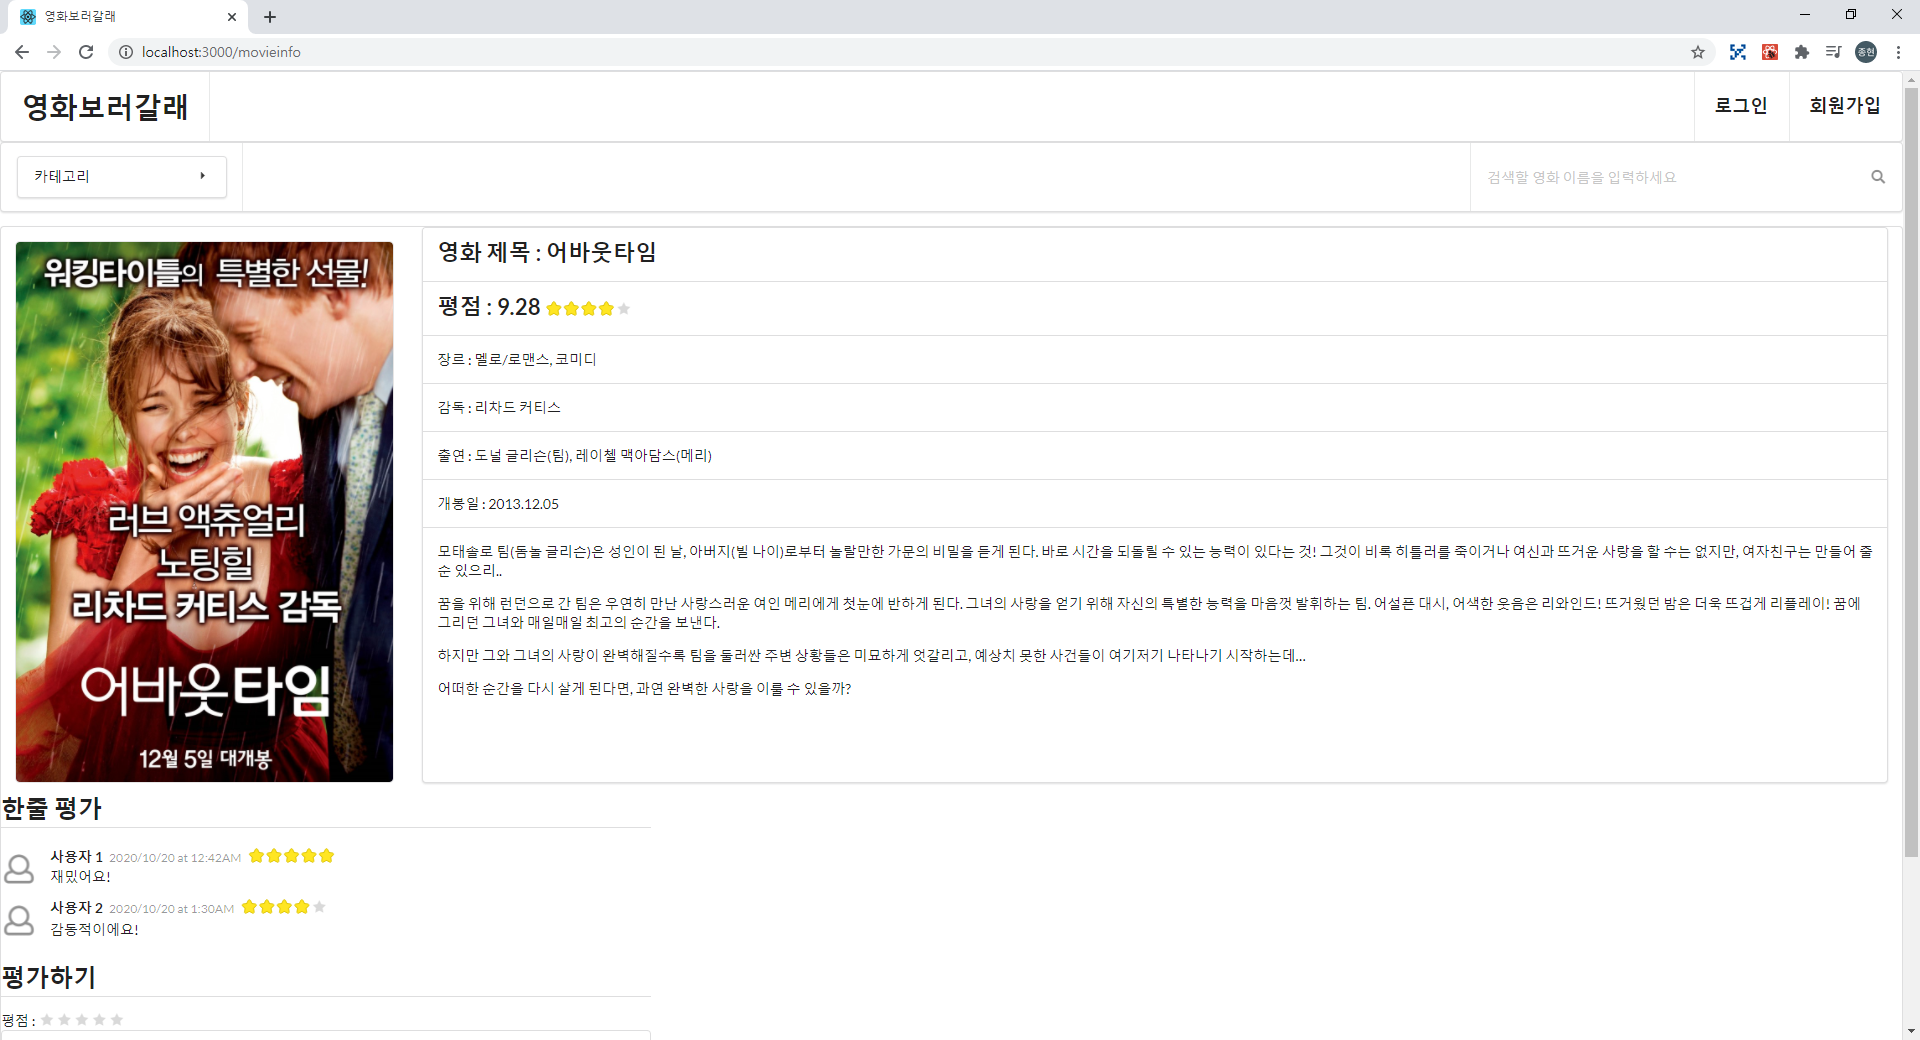 영화보러갈래
localhost:3000/movieinfo
종현
영화보러갈래
로그인
회원가입
카테고리
검색할 영화 이름을 입력하세요
워킹타이틀의 특별한 선물!
러브 액츄얼리
노팅힐
리차드 커티스 감독
어바웃타임
12월 5일 대개봉
영화 제목 : 어바웃타임
평점 : 9.28
장르 : 멜로/로맨스, 코미디
감독 : 리차드 커티스
출연 : 도널 글리슨(팀), 레이첼 맥아담스(메리)
개봉일 : 2013.12.05
모태솔로 팀(돔놀 글리슨)은 성인이 된 날, 아버지(빌 나이)로부터 놀랄만한 가문의 비밀을 듣게 된다. 바로 시간을 되돌릴 수 있는 능력이 있다는 것! 그것이 비록 히틀러를 죽이거나 여신과 뜨거운 사랑을 할 수는 없지만, 여자친구는 만들어 줄
순 있으리..
꿈을 위해 런던으로 간 팀은 우연히 만난 사랑스러운 여인 메리에게 첫눈에 반하게 된다. 그녀의 사랑을 얻기 위해 자신의 특별한 능력을 마음껏 발휘하는 팀. 어설픈 대시, 어색한 웃음은 리와인드! 뜨거웠던 밤은 더욱 뜨겁게 리플레이! 꿈에
그리던 그녀와 매일매일 최고의 순간을 보낸다.
하지만 그와 그녀의 사랑이 완벽해질수록 팀을 둘러싼 주변 상황들은 미묘하게 엇갈리고, 예상치 못한 사건들이 여기저기 나타나기 시작하는데...
어떠한 순간을 다시 살게 된다면, 과연 완벽한 사랑을 이룰 수 있을까?
한줄 평가
사용자 1 2020/10/20 at 12:42AM
재밌어요!
사용자 2 2020/10/20 at 1:30AM
감동적이에요!
평가하기
평점 :